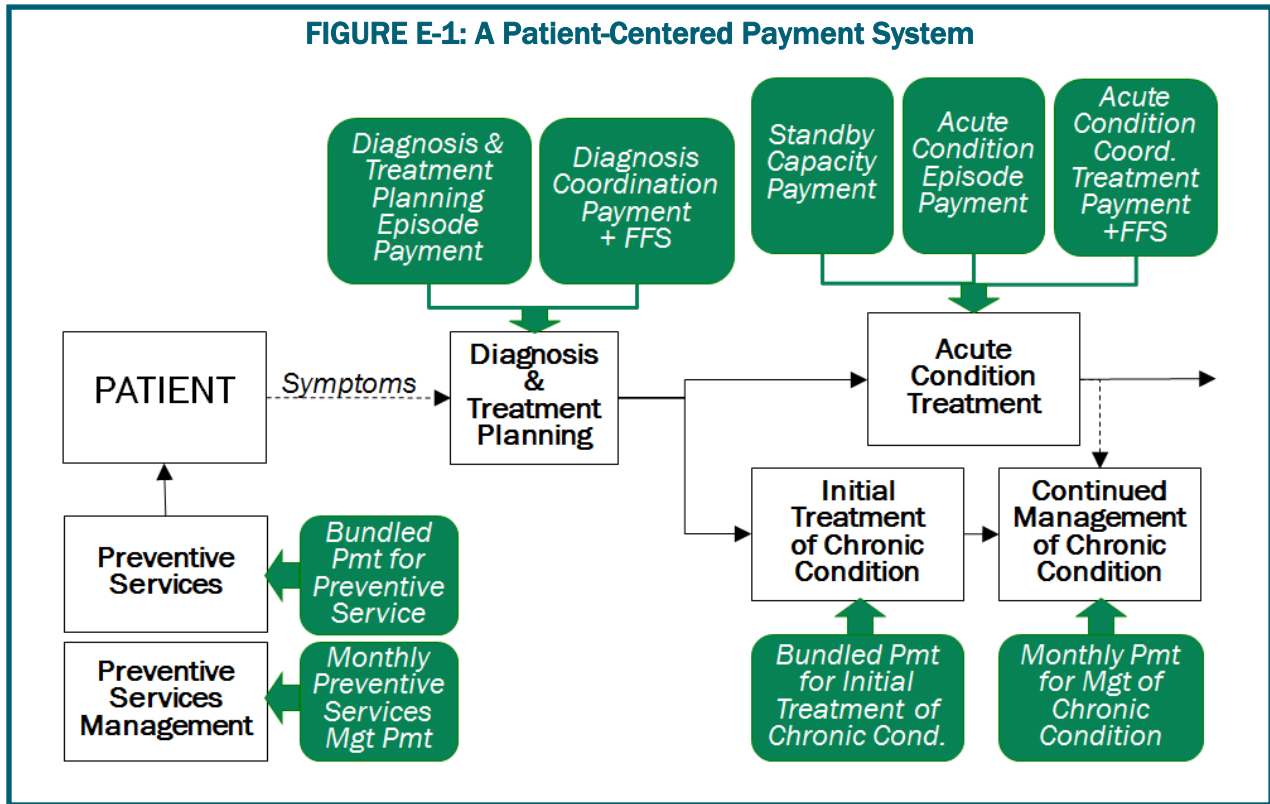 FIGURE E-1: A Patient-Centered Payment System
Diagnosis &
Treatment
Planning
Episode
Payment
Diagnosis
Coordination
Payment
+ FFS
Standby
Capacity
Payment
Acute
Condition
Episode
Payment
Acute
Condition
Coord.
Treatment
Payment
+FFS
PATIENT
Symptoms
Diagnosis
&
Treatment
Planning
Acute
Condition
Treatment
Initial
Treatment
of Chronic
Condition
Continued
Management
of Chronic
Condition
Preventive
Services
Bundled
Pmt for
Preventive
Service
Preventive
Services
Management
Monthly
Preventive
Services
Mgt Pmt
Bundled Pmt
for Initial
Treatment of
Chronic Cond.
Monthly Pmt
for Mgt of
Chronic
Condition